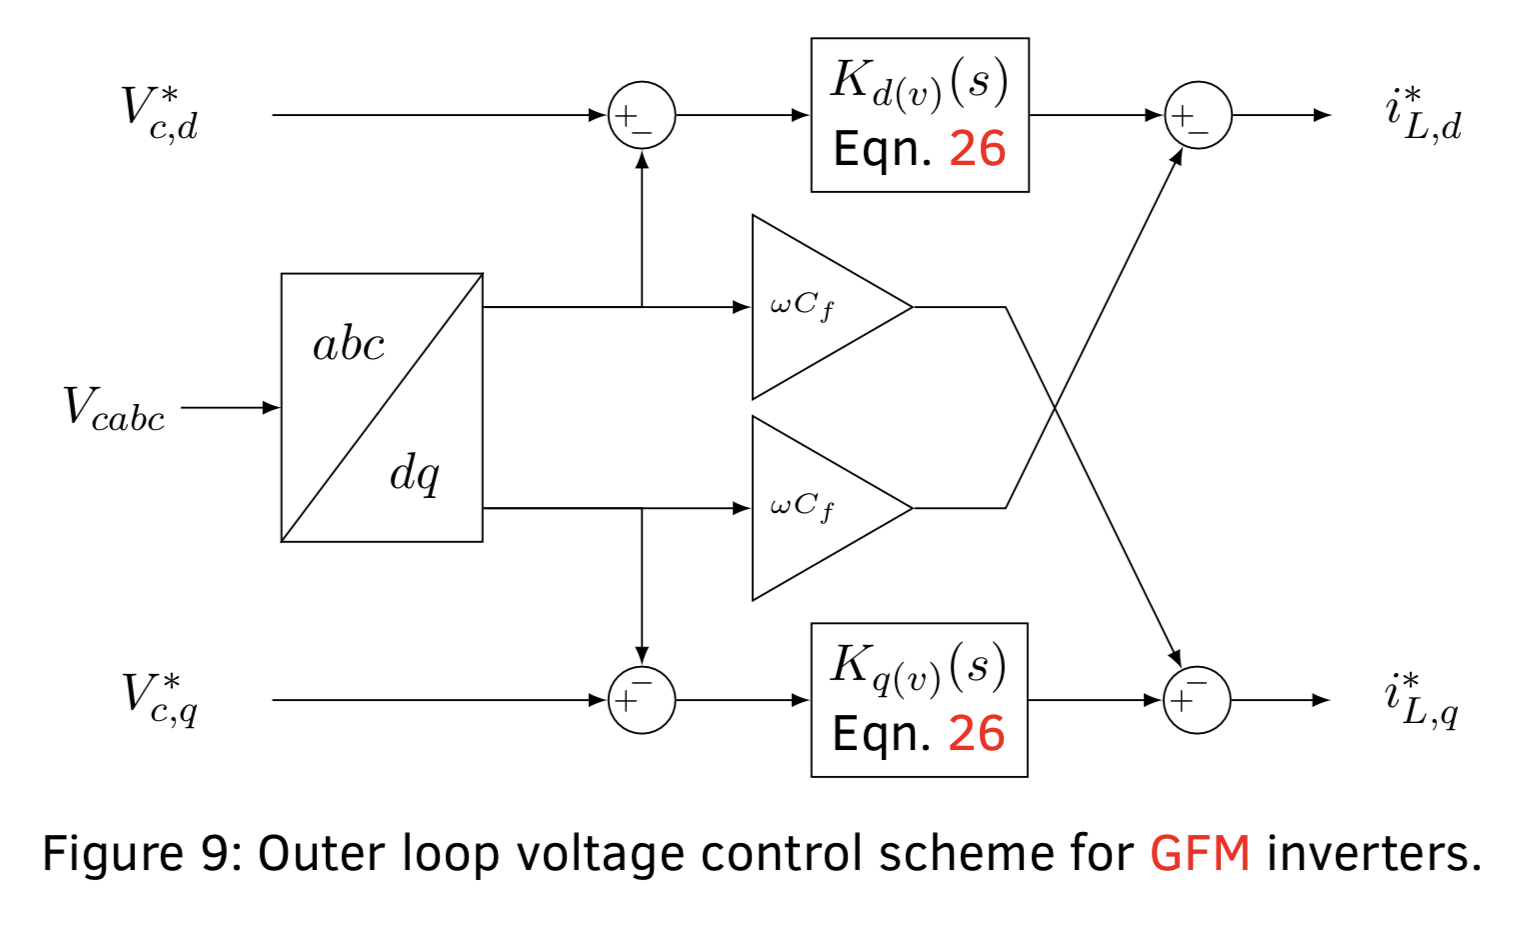 V*c,d
+
−
Kd(v)(s)
Eqn. 26
+
−
i*L,d
abc
ωCf
Vcabc
dq
ωCf
V*c,q
+
−
Kq(v)(s)
Eqn. 26
+
−
i*L,q
Figure 9: Outer loop voltage control scheme for GFM inverters.